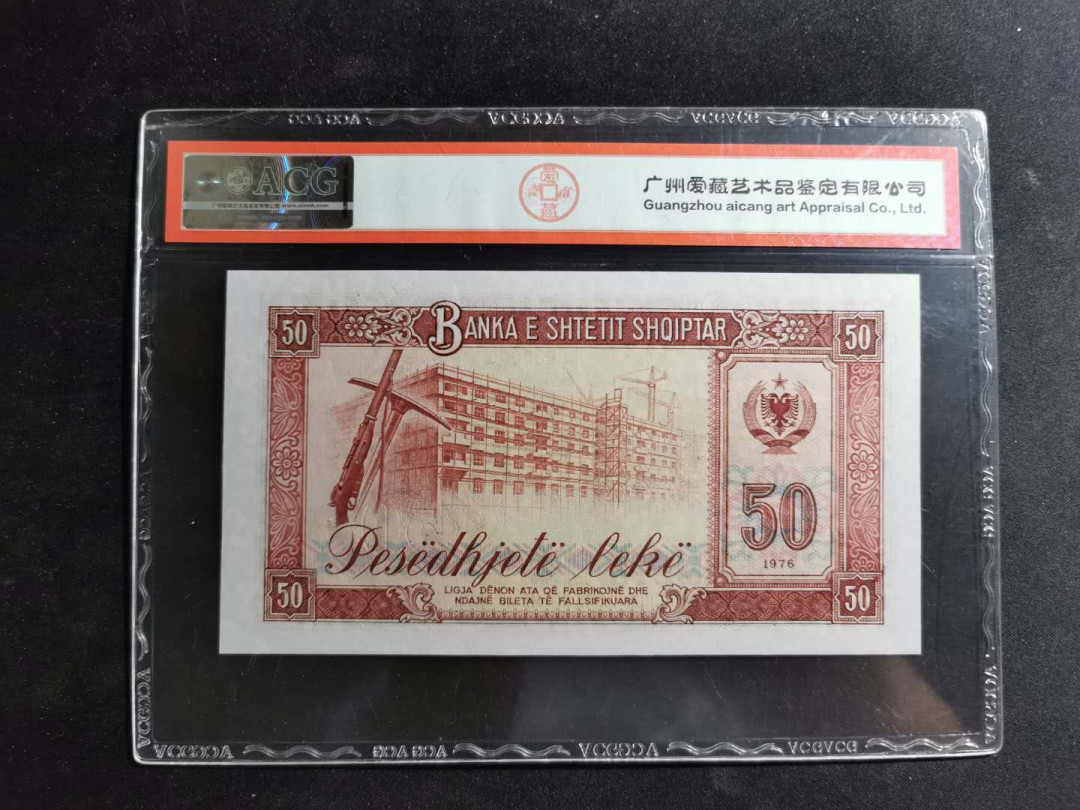 ACG
爱藏
广州爱藏艺术品鉴定有限公司
Guangzhou aicang art Appraisal Co., Ltd.
50 BANKA E SHTETIT SHQIPTAR 50
50
1976
Pesëdhjetë lekë
LIGJA DËNON ATA QË FABRIKOJNË DHE
NDAJNË BILETA TË FALLSIFIKUARA
50 50